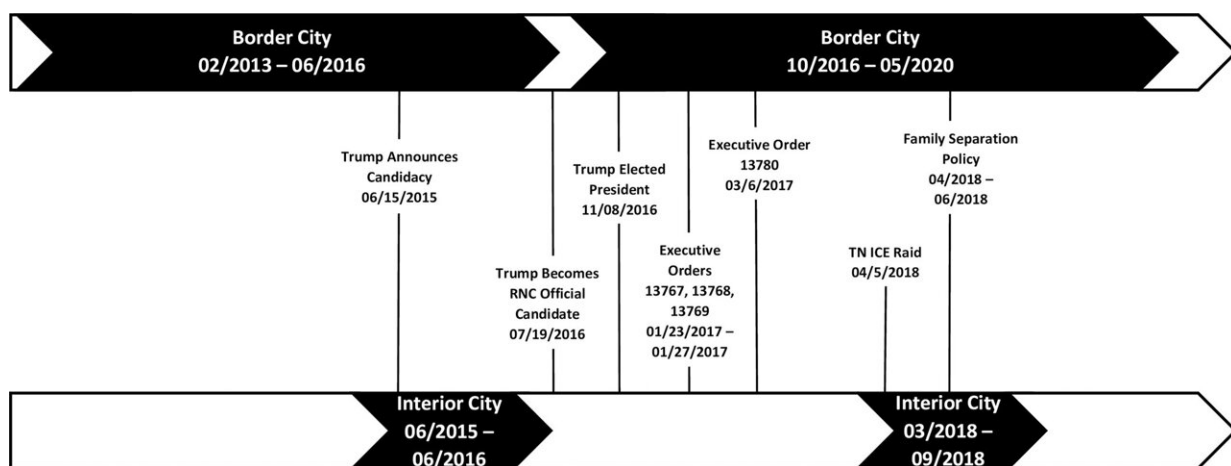 Border City
02/2013 – 06/2016
Border City
10/2016 – 05/2020
Trump Announces
Candidacy
06/15/2015
Trump Becomes
RNC Official
Candidate
07/19/2016
Trump Elected
President
11/08/2016
Executive
Orders
13767, 13768,
13769
01/23/2017 –
01/27/2017
Executive Order
13780
03/6/2017
TN ICE Raid
04/5/2018
Family Separation
Policy
04/2018 –
06/2018
Interior City
06/2015 –
06/2016
Interior City
03/2018 –
09/2018